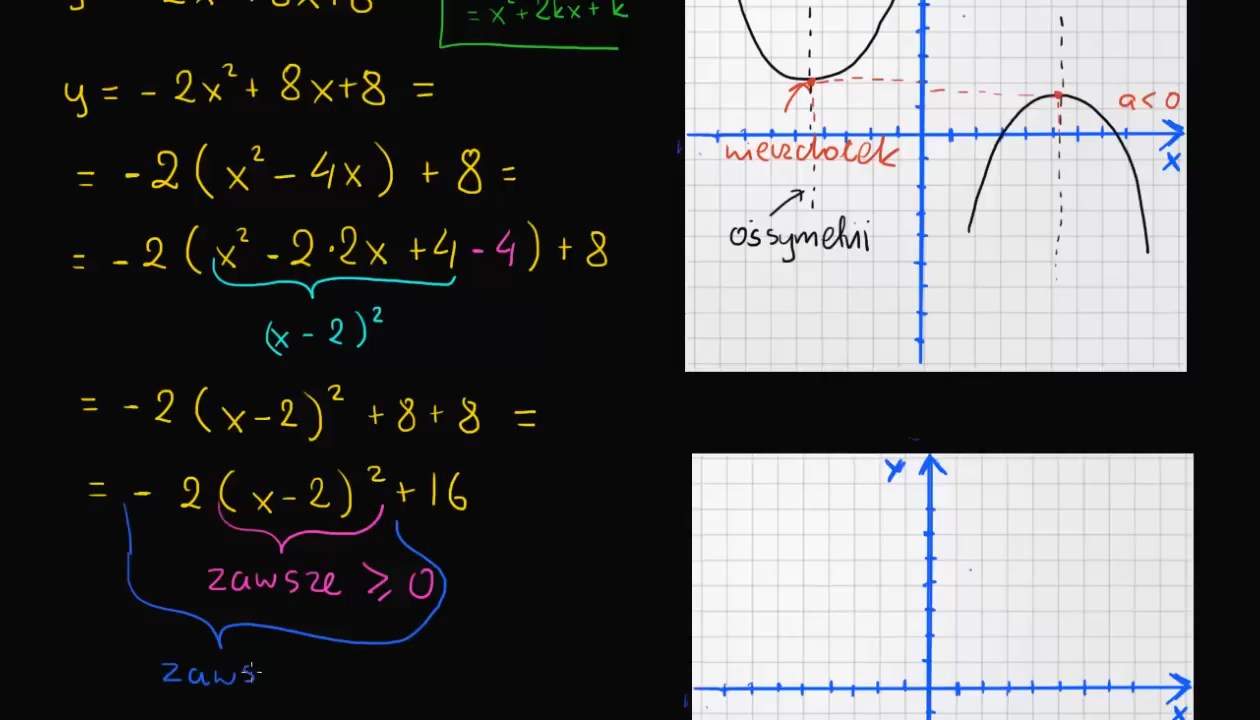 = x² + 2kx + k
y = - 2x² + 8x + 8 =
= - 2 ( x² - 4x ) + 8 =
= - 2 ( x² - 2 · 2x + 4 - 4 ) + 8
(x - 2)²
= - 2 ( x - 2 )² + 8 + 8 =
= - 2 ( x - 2 )² + 16
zawsze ≥ 0
zaws
a < 0
x
oś symetrii
y
x